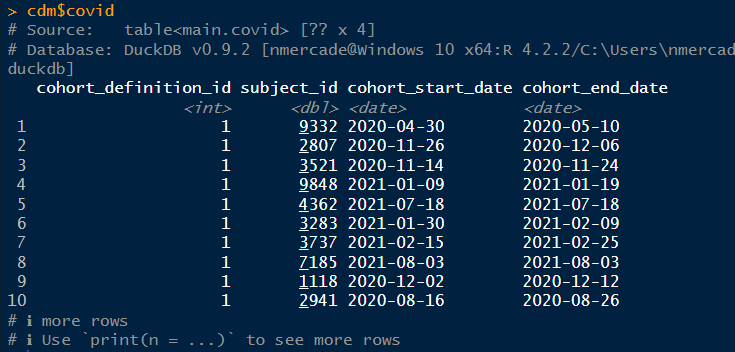 > cdm$covid
# Source:   table<main.covid> [?? x 4]
# Database: DuckDB v0.9.2 [nmercade@Windows 10 x64:R 4.2.2/C:\Users\nmercad
duckdb]
   cohort_definition_id subject_id cohort_start_date cohort_end_date
                  <int>      <dbl> <date>            <date>
 1                    1       9332 2020-04-30        2020-05-10
 2                    1       2807 2020-11-26        2020-12-06
 3                    1       3521 2020-11-14        2020-11-24
 4                    1       9848 2021-01-09        2021-01-19
 5                    1       4362 2021-07-18        2021-07-18
 6                    1       3283 2021-01-30        2021-02-09
 7                    1       3737 2021-02-15        2021-02-25
 8                    1       7185 2021-08-03        2021-08-03
 9                    1       1118 2020-12-02        2020-12-12
10                    1       2941 2020-08-16        2020-08-26
# ℹ more rows
# ℹ Use `print(n = ...)` to see more rows